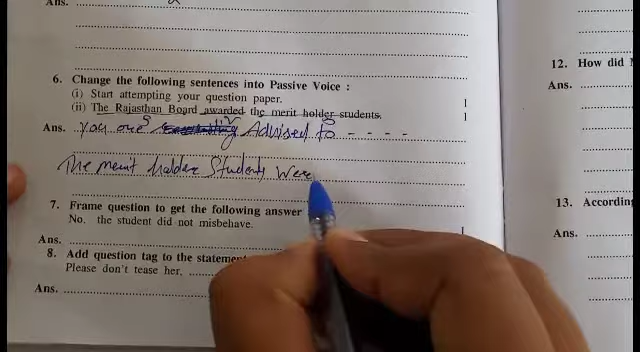 Ans.
6. Change the following sentences into Passive Voice :
(i) Start attempting your question paper. 1
(ii) The Rajasthan Board awarded the merit holder students. 1
Ans. You are Advised to - - - -
The merit holder Students Were
7. Frame question to get the following answer
No. the student did not misbehave.
Ans.
8. Add question tag to the
Please don't tease her,
Ans.
12. How did
Ans.
13. According
Ans.